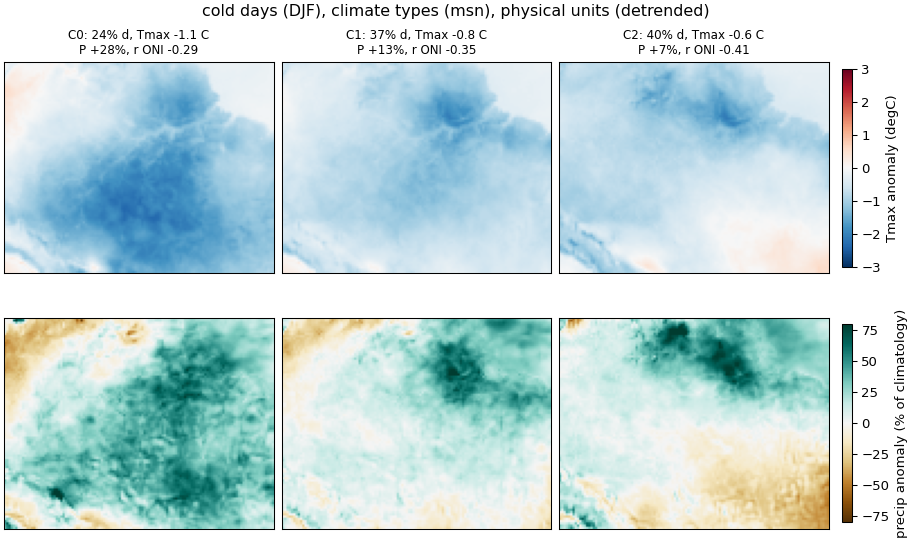 cold days (DJF), climate types (msn), physical units (detrended)
C0: 24% d, Tmax -1.1 C
P +28%, r ONI -0.29
C1: 37% d, Tmax -0.8 C
P +13%, r ONI -0.35
C2: 40% d, Tmax -0.6 C
P +7%, r ONI -0.41
3
2
1
0
−1
−2
−3
Tmax anomaly (degC)
75
50
25
0
−25
−50
−75
precip anomaly (% of climatology)